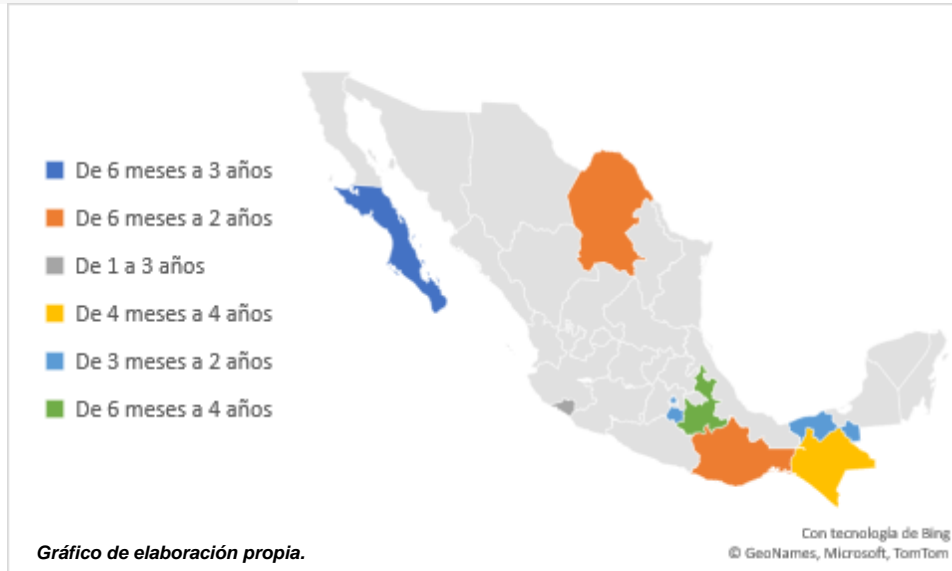 De 6 meses a 3 años
De 6 meses a 2 años
De 1 a 3 años
De 4 meses a 4 años
De 3 meses a 2 años
De 6 meses a 4 años
Gráfico de elaboración propia.
Con tecnología de Bing
© GeoNames, Microsoft, TomTom